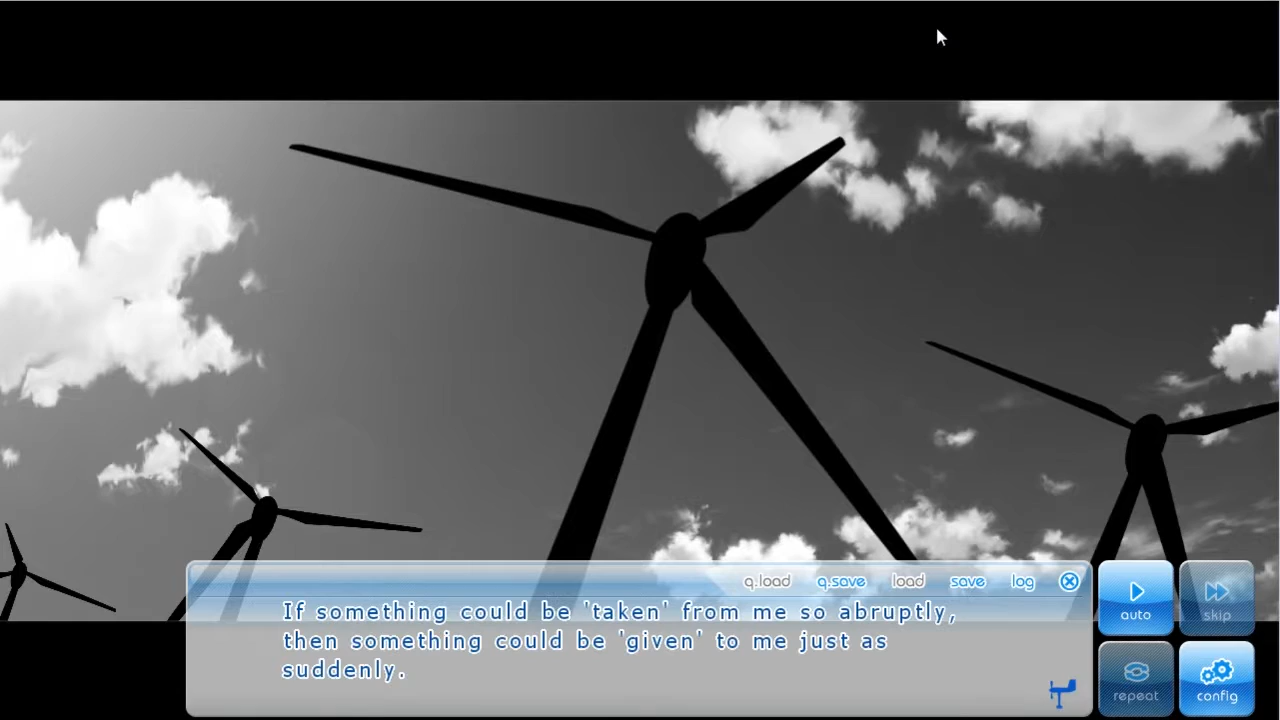 q.load q.save load save log
If something could be 'taken' from me so abruptly,
then something could be 'given' to me just as
suddenly.
auto skip
repeat config